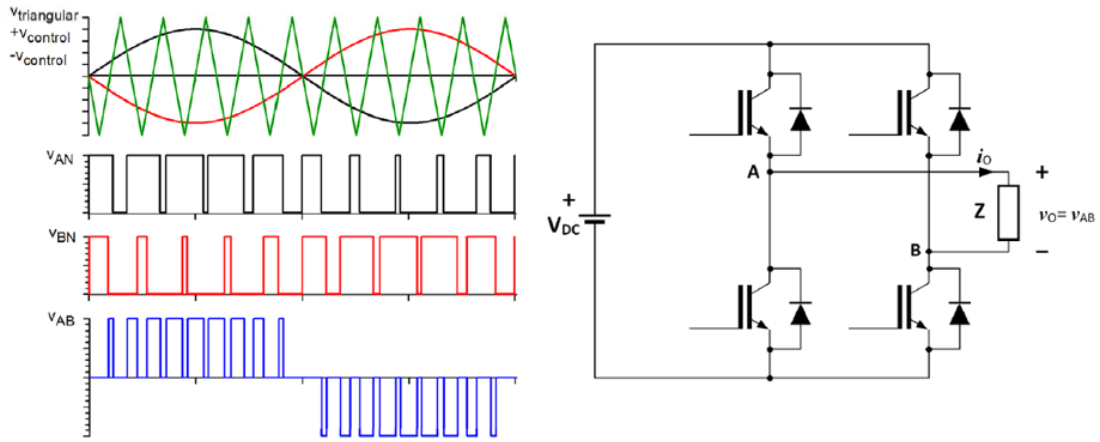 vtriangular
+vcontrol
-vcontrol
vAN
vBN
vAB
+
VDC
A
iO
+
Z
vO= vAB
B
−